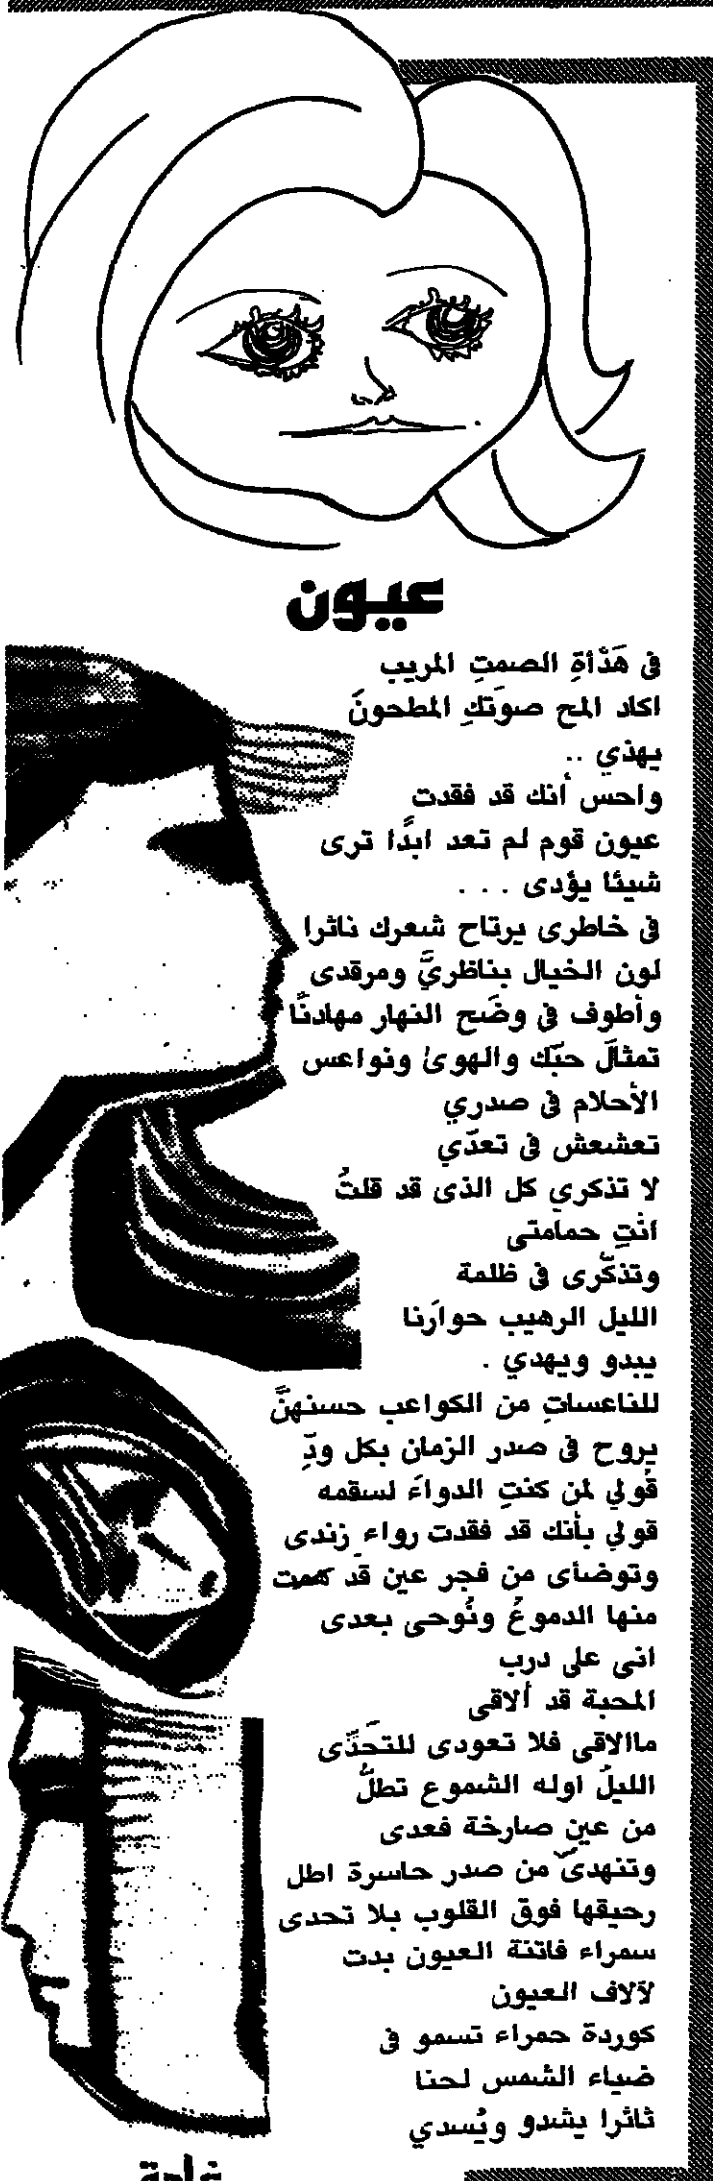 عيون
فى هَدْأةِ الصمتِ المريب
اكاد المح صوتَكِ المطحونَ
يهذي ..
واحس أنك قد فقدت
عيون قوم لم تعد ابدًا ترى
شيئا يؤدى . . .
فى خاطرى يرتاح شعرك ناثرا
لون الخيال بناظريَّ ومرقدى
وأطوف فى وضَح النهار مهادنًا
تمثالَ حبّك والهوىٰ ونواعس
الأحلام فى صدري
تعشعش فى تعدّي
لا تذكري كل الذى قد قلتُ
انتِ حمامتى
وتذكّرى فى ظلمة
الليل الرهيب حوارَنا
يبدو ويهدي .
للناعساتِ من الكواعب حسنهنَّ
يروح فى صدر الزمان بكل ودِّ
قُولي لمن كنتِ الدواءَ لسقمه
قولي بأنك قد فقدت رواء زندى
وتوضأى من فجر عين قد همت
منها الدموعُ ونُوحى بعدى
انى على درب
المحبة قد ألاقى
ماالاقى فلا تعودى للتحَدّى
الليلُ اوله الشموع تطلُّ
من عينِ صارخة فعدى
وتنهدىّ من صدر حاسرة اطل
رحيقها فوق القلوب بلا تحدى
سمراء فاتنة العيون بدت
لآلاف العيون
كوردة حمراء تسمو فى
ضياء الشمس لحنا
ثائرا يشدو ويُسدي